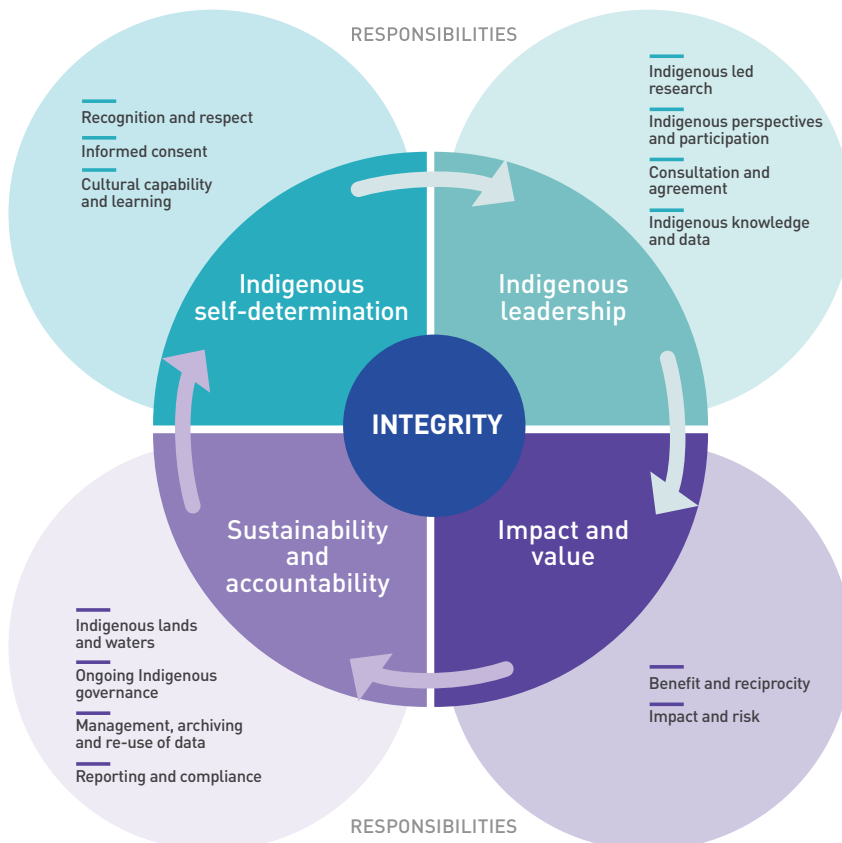 RESPONSIBILITIES
Recognition and respect
Informed consent
Cultural capability
and learning
Indigenous led
research
Indigenous perspectives
and participation
Consultation and
agreement
Indigenous knowledge
and data
Indigenous
self-determination
Indigenous
leadership
INTEGRITY
Sustainability
and
accountability
Impact and
value
Indigenous lands
and waters
Ongoing Indigenous
governance
Management, archiving
and re-use of data
Reporting and compliance
Benefit and reciprocity
Impact and risk
RESPONSIBILITIES